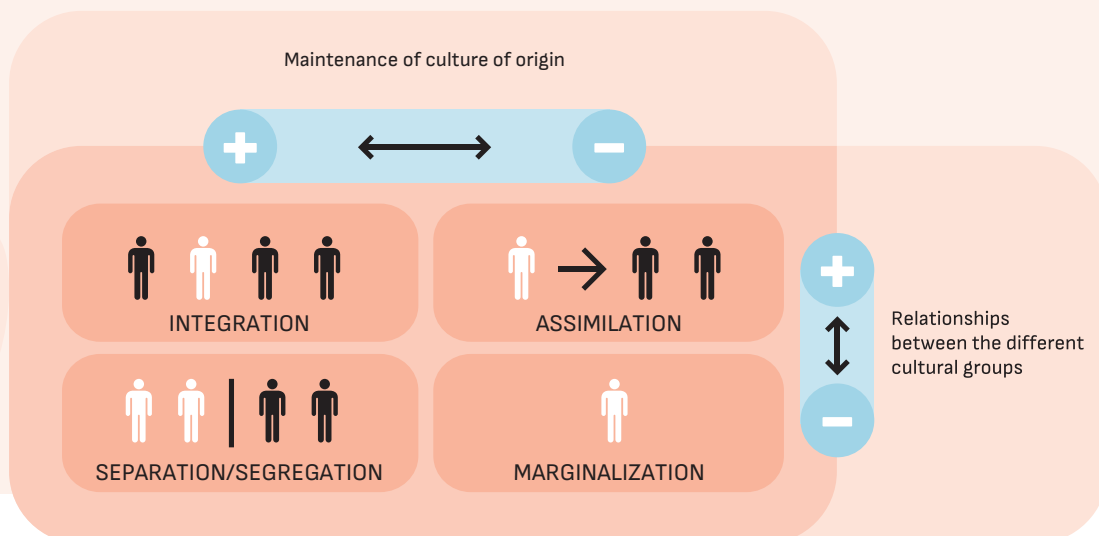 Maintenance of culture of origin
INTEGRATION
ASSIMILATION
Relationships
between the different
cultural groups
SEPARATION/SEGREGATION
MARGINALIZATION